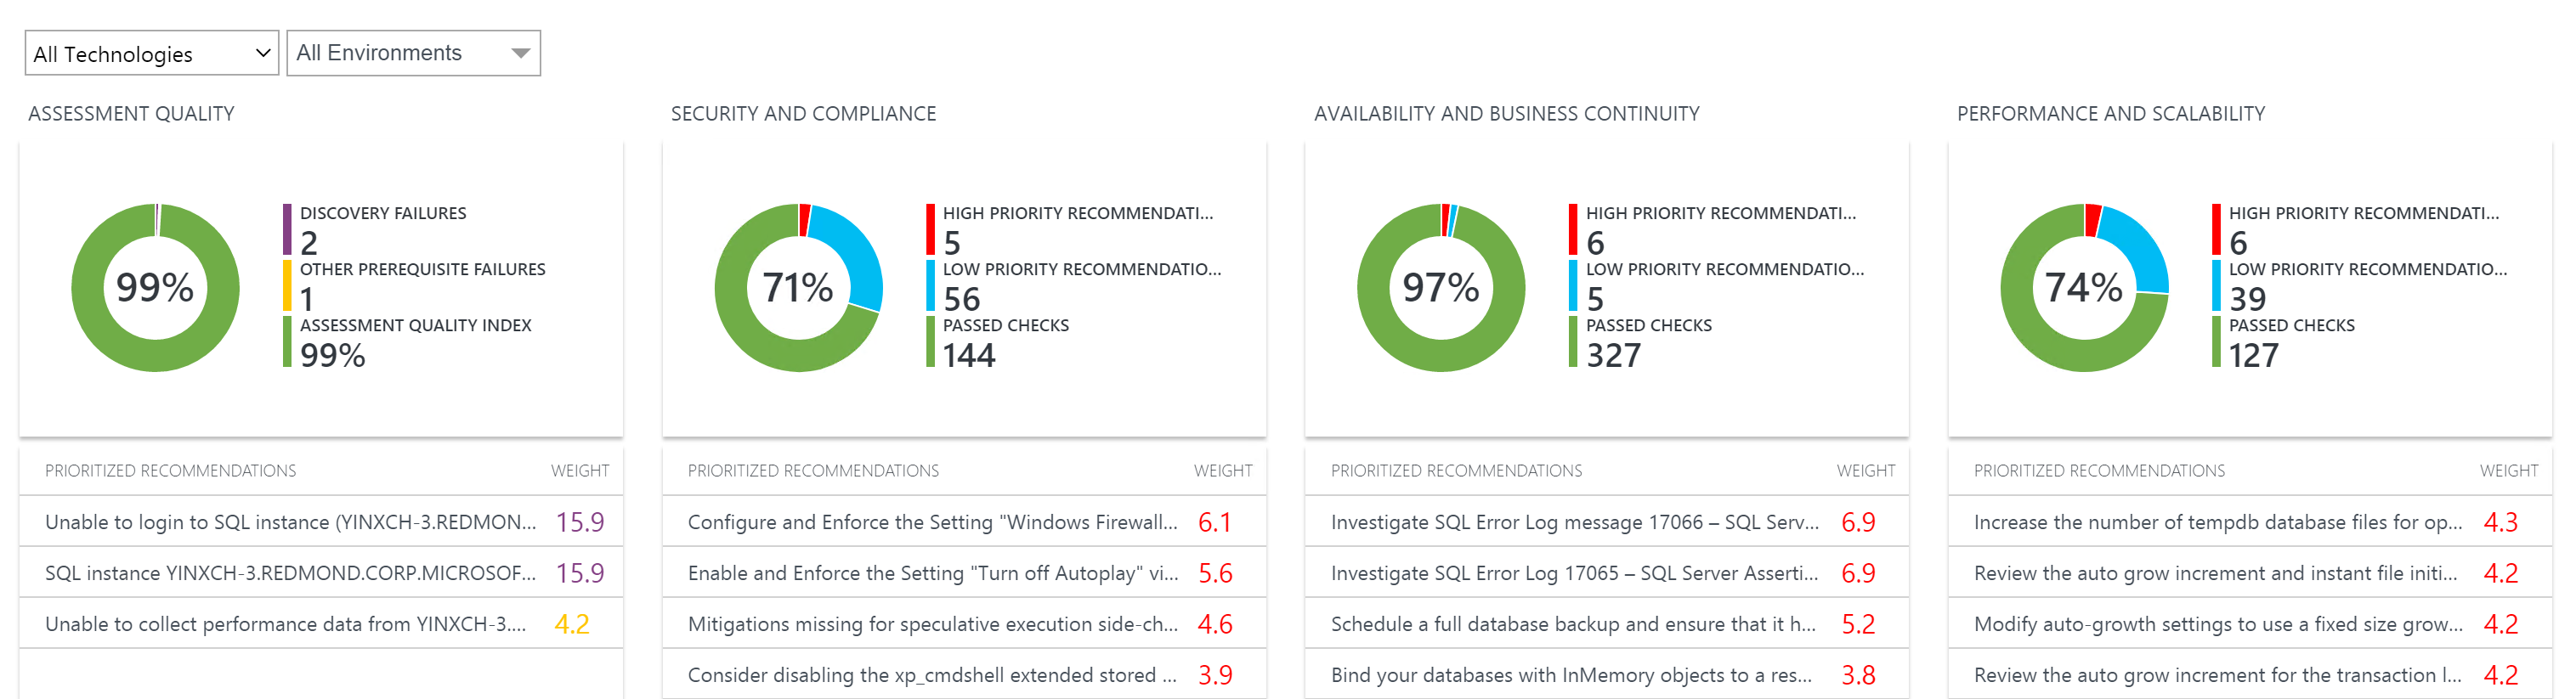 All Technologies
All Environments
ASSESSMENT QUALITY
99%
DISCOVERY FAILURES
2
OTHER PREREQUISITE FAILURES
1
ASSESSMENT QUALITY INDEX
99%
PRIORITIZED RECOMMENDATIONS WEIGHT
Unable to login to SQL instance (YINXCH-3.REDMON... 15.9
SQL instance YINXCH-3.REDMOND.CORP.MICROSOF... 15.9
Unable to collect performance data from YINXCH-3.... 4.2
SECURITY AND COMPLIANCE
71%
HIGH PRIORITY RECOMMENDATI...
5
LOW PRIORITY RECOMMENDATIO...
56
PASSED CHECKS
144
PRIORITIZED RECOMMENDATIONS WEIGHT
Configure and Enforce the Setting "Windows Firewall... 6.1
Enable and Enforce the Setting "Turn off Autoplay" vi... 5.6
Mitigations missing for speculative execution side-ch... 4.6
Consider disabling the xp_cmdshell extended stored ... 3.9
AVAILABILITY AND BUSINESS CONTINUITY
97%
HIGH PRIORITY RECOMMENDATI...
6
LOW PRIORITY RECOMMENDATIO...
5
PASSED CHECKS
327
PRIORITIZED RECOMMENDATIONS WEIGHT
Investigate SQL Error Log message 17066 – SQL Serv... 6.9
Investigate SQL Error Log 17065 – SQL Server Asserti... 6.9
Schedule a full database backup and ensure that it h... 5.2
Bind your databases with InMemory objects to a res... 3.8
PERFORMANCE AND SCALABILITY
74%
HIGH PRIORITY RECOMMENDATI...
6
LOW PRIORITY RECOMMENDATIO...
39
PASSED CHECKS
127
PRIORITIZED RECOMMENDATIONS WEIGHT
Increase the number of tempdb database files for op... 4.3
Review the auto grow increment and instant file initi... 4.2
Modify auto-growth settings to use a fixed size grow... 4.2
Review the auto grow increment for the transaction l... 4.2